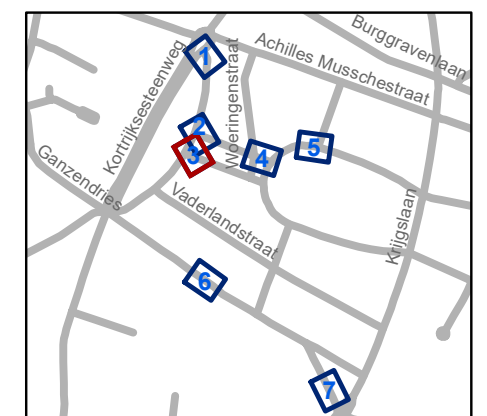 Burggravenlaan
Achilles Musschestraat
Kortrijksesteenweg
Woeringenstraat
1
2
3
4
5
Ganzendries
Vaderlandstraat
Krijgslaan
6
7